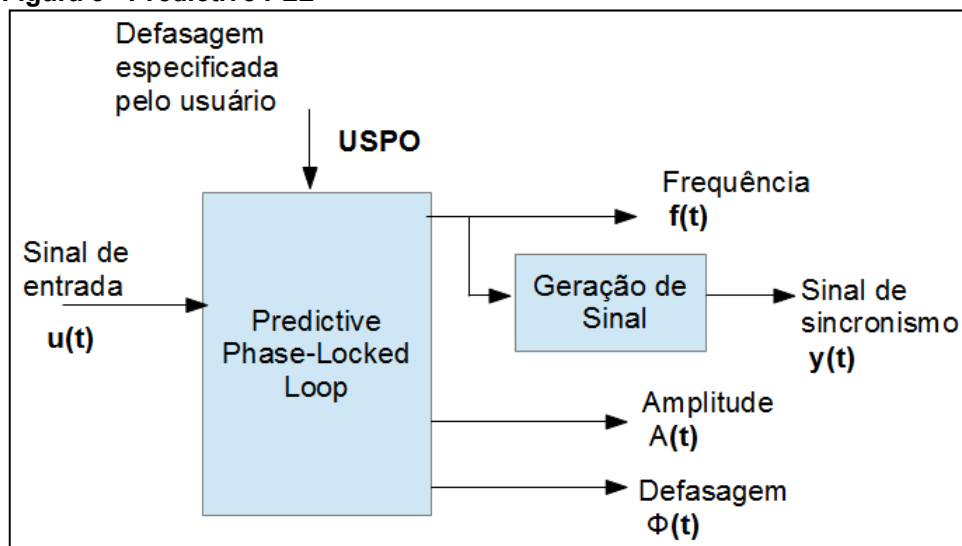 Defasagem
especificada
pelo usuário
USPO
Frequência
f(t)
Sinal de
entrada
u(t)
Predictive
Phase-Locked
Loop
Geração de
Sinal
Sinal de
sincronismo
y(t)
Amplitude
A(t)
Defasagem
Φ(t)